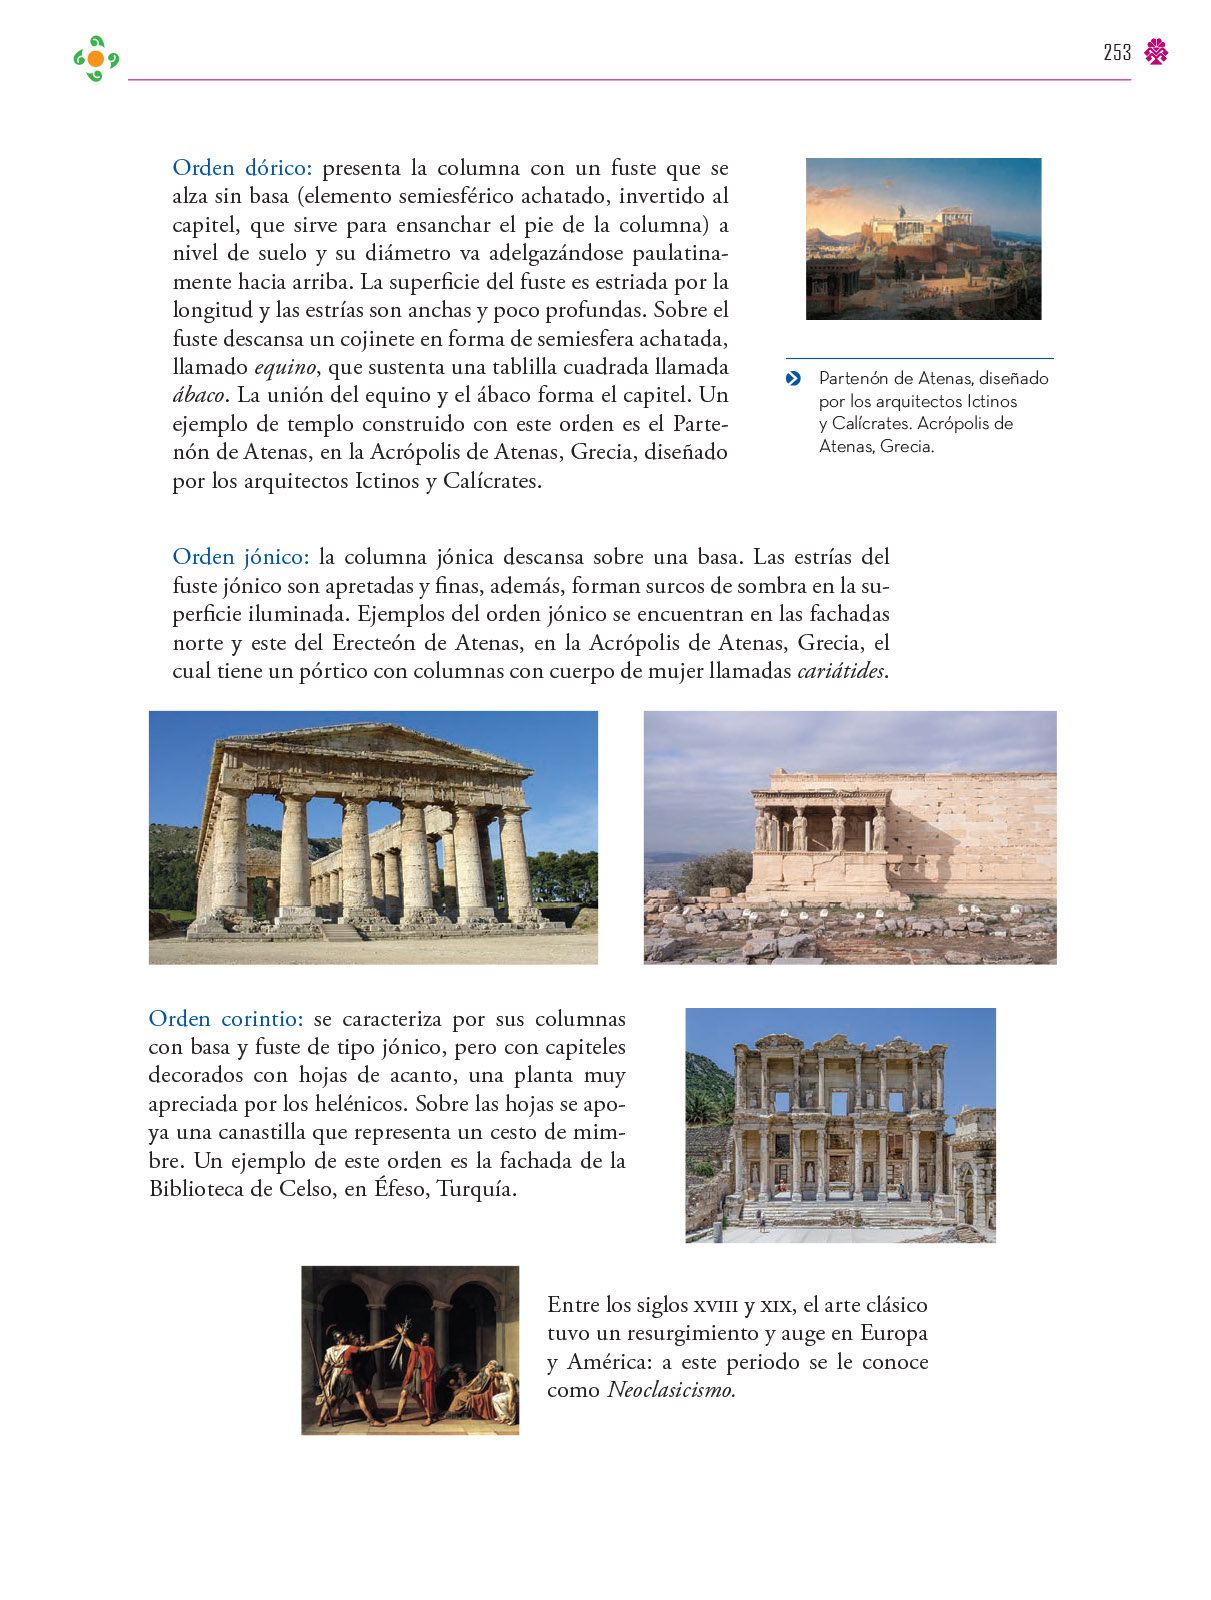 253
Orden dórico: presenta la columna con un fuste que se
alza sin basa (elemento semiesférico achatado, invertido al
capitel, que sirve para ensanchar el pie de la columna) a
nivel de suelo y su diámetro va adelgazándose paulatina-
mente hacia arriba. La superficie del fuste es estriada por la
longitud y las estrías son anchas y poco profundas. Sobre el
fuste descansa un cojinete en forma de semiesfera achatada,
llamado equino, que sustenta una tablilla cuadrada llamada
ábaco. La unión del equino y el ábaco forma el capitel. Un
ejemplo de templo construido con este orden es el Parte-
nón de Atenas, en la Acrópolis de Atenas, Grecia, diseñado
por los arquitectos Ictinos y Calícrates.
Partenón de Atenas, diseñado
por los arquitectos Ictinos
y Calícrates. Acrópolis de
Atenas, Grecia.
Orden jónico: la columna jónica descansa sobre una basa. Las estrías del
fuste jónico son apretadas y finas, además, forman surcos de sombra en la su-
perficie iluminada. Ejemplos del orden jónico se encuentran en las fachadas
norte y este del Erecteón de Atenas, en la Acrópolis de Atenas, Grecia, el
cual tiene un pórtico con columnas con cuerpo de mujer llamadas cariátides.
Orden corintio: se caracteriza por sus columnas
con basa y fuste de tipo jónico, pero con capiteles
decorados con hojas de acanto, una planta muy
apreciada por los helénicos. Sobre las hojas se apo-
ya una canastilla que representa un cesto de mim-
bre. Un ejemplo de este orden es la fachada de la
Biblioteca de Celso, en Éfeso, Turquía.
Entre los siglos XVIII y XIX, el arte clásico
tuvo un resurgimiento y auge en Europa
y América: a este periodo se le conoce
como Neoclasicismo.